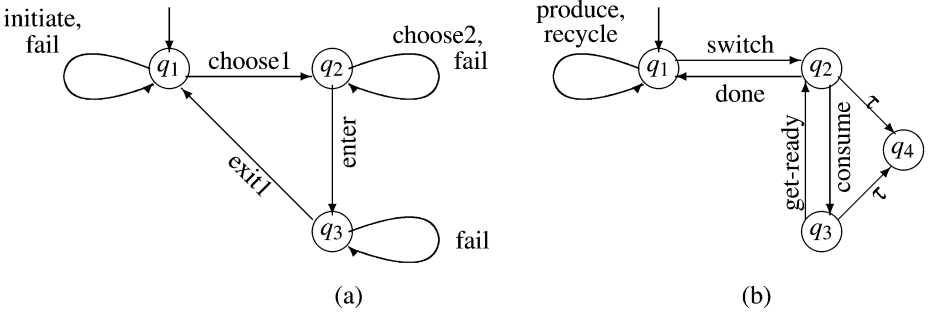 initiate,
fail
q1
choose1
q2
choose2,
fail
enter
exit1
q3
fail
(a)
produce,
recycle
q1
switch
done
q2
get-ready
consume
τ
q4
τ
q3
(b)